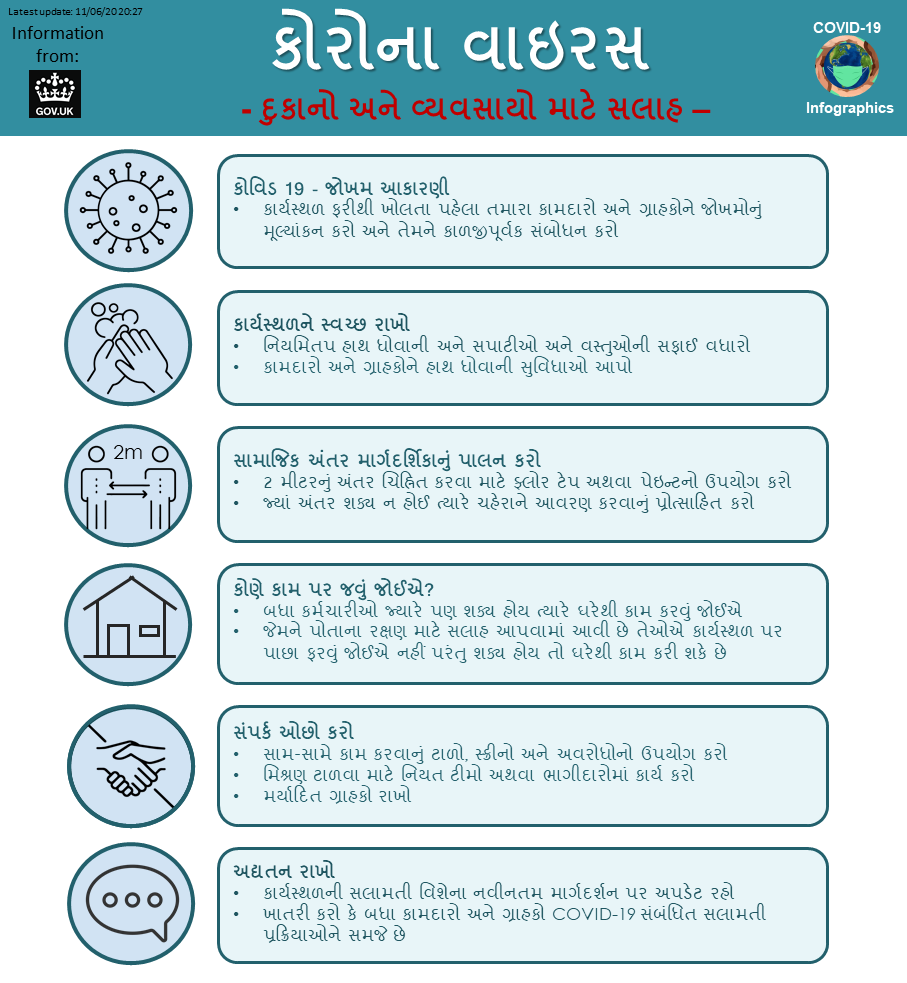 Latest update: 11/06/2020:27
Information
from:
GOV.UK
કોરોના વાઇરસ
- દુકાનો અને વ્યવસાયો માટે સલાહ –
COVID-19
Infographics
કોવિડ 19 - જોખમ આકારણી
• કાર્યસ્થળ ફરીથી ખોલતા પહેલા તમારા કામદારો અને ગ્રાહકોને જોખમોનું
મૂલ્યાંકન કરો અને તેમને કાળજીપૂર્વક સંબોધન કરો
કાર્યસ્થળને સ્વચ્છ રાખો
• નિયમિતપ હાથ ધોવાની અને સપાટીઓ અને વસ્તુઓની સફાઈ વધારો
• કામદારો અને ગ્રાહકોને હાથ ધોવાની સુવિધાઓ આપો
2m
સામાજિક અંતર માર્ગદર્શિકાનું પાલન કરો
• 2 મીટરનું અંતર ચિહ્નિત કરવા માટે ફ્લોર ટેપ અથવા પેઇન્ટનો ઉપયોગ કરો
• જ્યાં અંતર શક્ય ન હોઈ ત્યારે ચહેરાને આવરણ કરવાનું પ્રોત્સાહિત કરો
કોણે કામ પર જવું જોઈએ?
• બધા કર્મચારીઓ જ્યારે પણ શક્ય હોય ત્યારે ઘરેથી કામ કરવું જોઈએ
• જેમને પોતાના રક્ષણ માટે સલાહ આપવામાં આવી છે તેઓએ કાર્યસ્થળ પર
પાછા ફરવું જોઈએ નહીં પરંતુ શક્ય હોય તો ઘરેથી કામ કરી શકે છે
સંપર્ક ઓછો કરો
• સામ-સામે કામ કરવાનું ટાળો, સ્ક્રીનો અને અવરોધોનો ઉપયોગ કરો
• મિશ્રણ ટાળવા માટે નિયત ટીમો અથવા ભાગીદારોમાં કાર્ય કરો
• મર્યાદિત ગ્રાહકો રાખો
અદ્યતન રાખો
• કાર્યસ્થળની સલામતી વિશેના નવીનતમ માર્ગદર્શન પર અપડેટ રહો
• ખાતરી કરો કે બધા કામદારો અને ગ્રાહકો COVID-19 સંબંધિત સલામતી
પ્રક્રિયાઓને સમજે છે